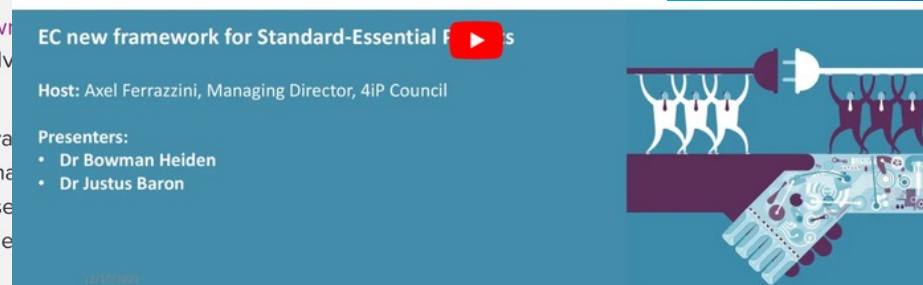 EC new framework for Standard-Essential P ts
Host: Axel Ferrazzini, Managing Director, 4iP Council
Presenters:
• Dr Bowman Heiden
• Dr Justus Baron